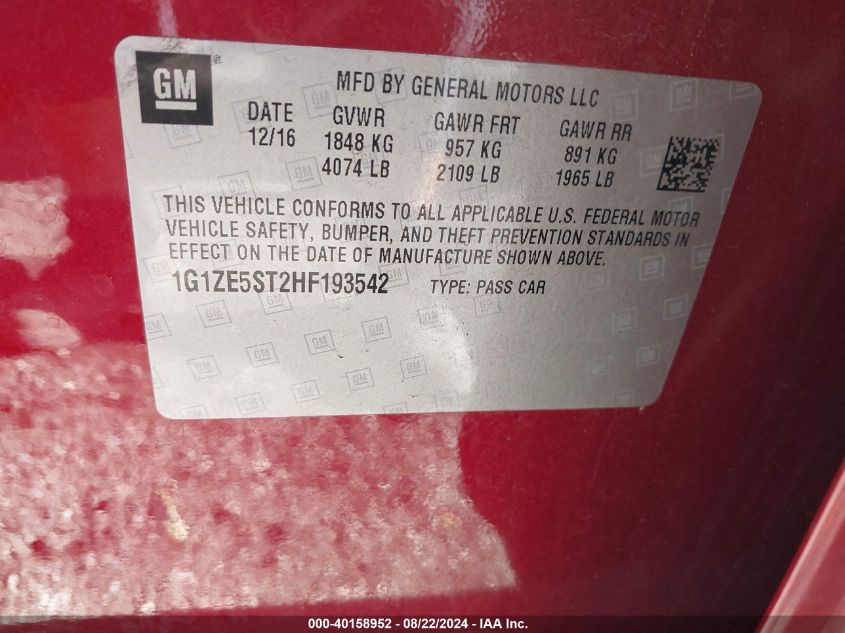 GM
MFD BY GENERAL MOTORS LLC
DATE GVWR GAWR FRT GAWR RR
12/16 1848 KG 957 KG 891 KG
4074 LB 2109 LB 1965 LB
THIS VEHICLE CONFORMS TO ALL APPLICABLE U.S. FEDERAL MOTOR
VEHICLE SAFETY, BUMPER, AND THEFT PREVENTION STANDARDS IN
EFFECT ON THE DATE OF MANUFACTURE SHOWN ABOVE.
1G1ZE5ST2HF193542 TYPE: PASS CAR
000-40158952 - 08/22/2024 - IAA Inc.